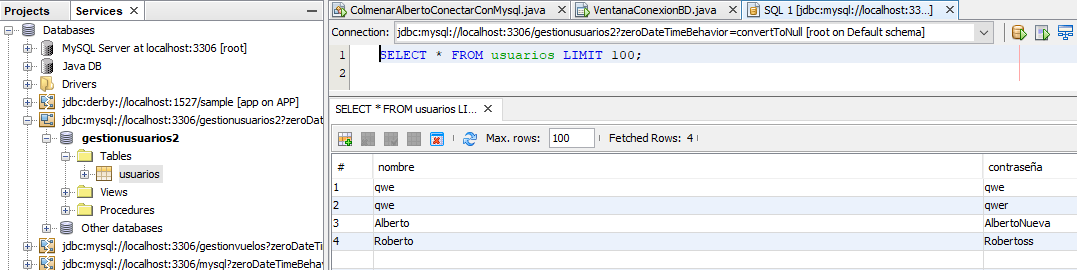 Projects Services
Databases
MySQL Server at localhost:3306 [root]
Java DB
Drivers
jdbc:derby://localhost:1527/sample [app on APP]
jdbc:mysql://localhost:3306/gestionusuarios2?zeroDat
gestionusuarios2
Tables
usuarios
Views
Procedures
Other databases
jdbc:mysql://localhost:3306/gestionvuelos?zeroDateTim
jdbc:mysql://localhost:3306/mysql?zeroDateTimeBeha
ColmenarAlbertoConectarConMysql.java VentanaConexionBD.java SQL 1 [jdbc:mysql://localhost:33...]
Connection: jdbc:mysql://localhost:3306/gestionusuarios2?zeroDateTimeBehavior=convertToNull [root on Default schema]
1 SELECT * FROM usuarios LIMIT 100;
2
SELECT * FROM usuarios LI...
Max. rows: 100 Fetched Rows: 4
# nombre contraseña
1 qwe qwe
2 qwe qwer
3 Alberto AlbertoNueva
4 Roberto Robertoss